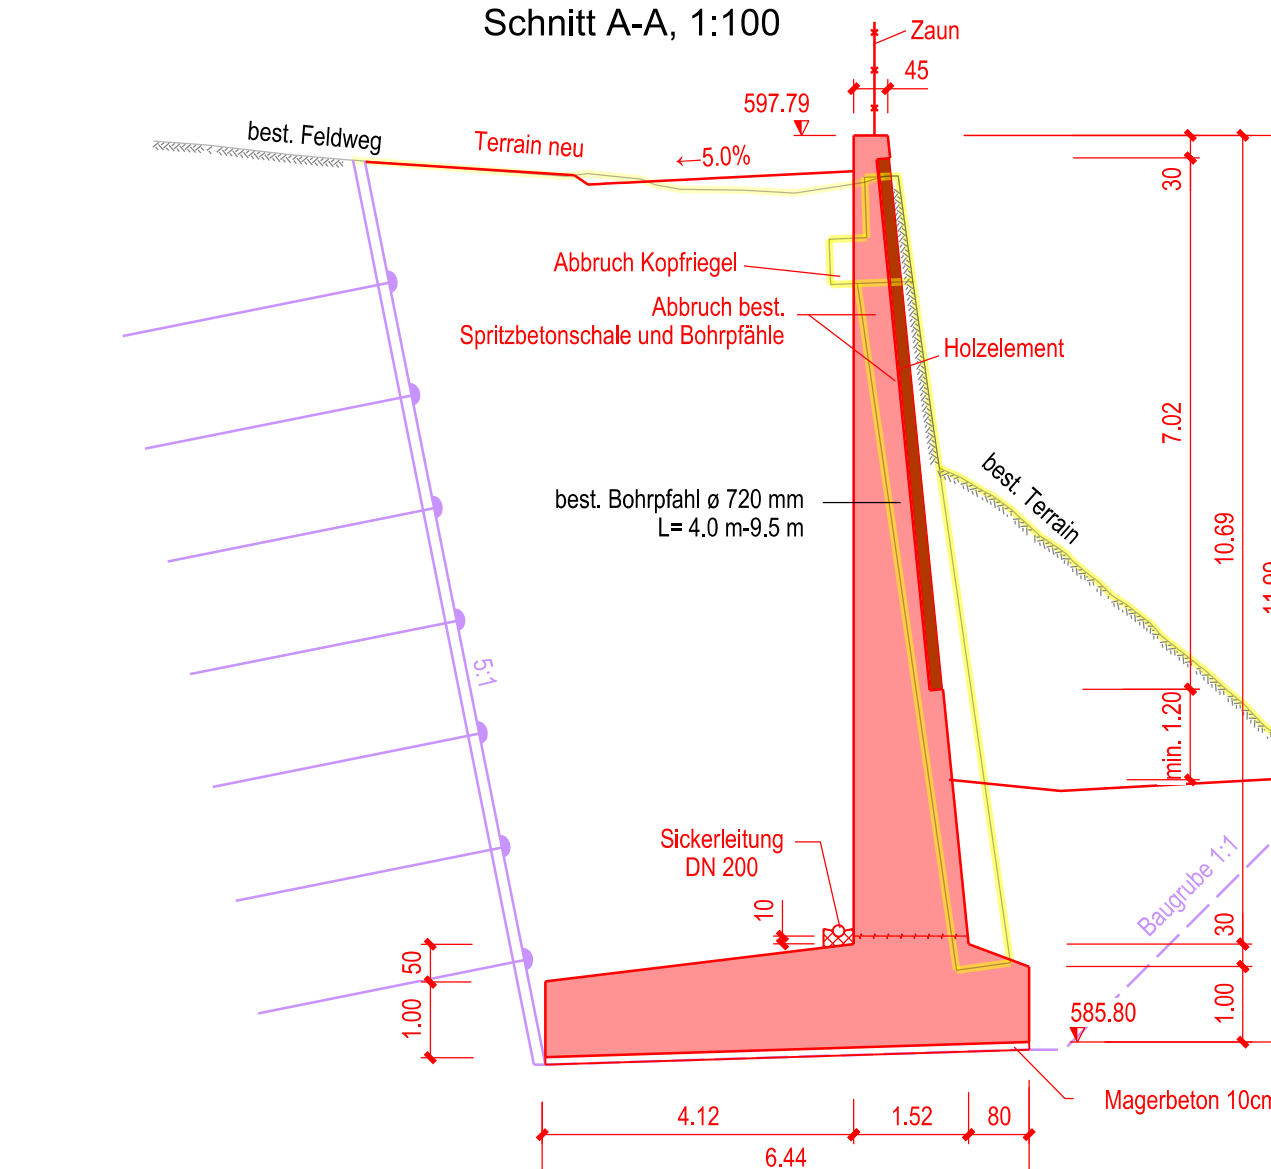 Schnitt A-A, 1:100
Zaun
45
597.79
best. Feldweg
Terrain neu
←5.0%
30
Abbruch Kopfriegel
Abbruch best.
Spritzbetonschale und Bohrpfähle
Holzelement
7.02
best. Bohrpfahl ø 720 mm
L= 4.0 m-9.5 m
best. Terrain
10.69
5:1
min. 1.20
Sickerleitung
DN 200
Baugrube 1:1
10
30
50
1.00
1.00
585.80
Magerbeton 10cm
4.12
1.52
80
6.44